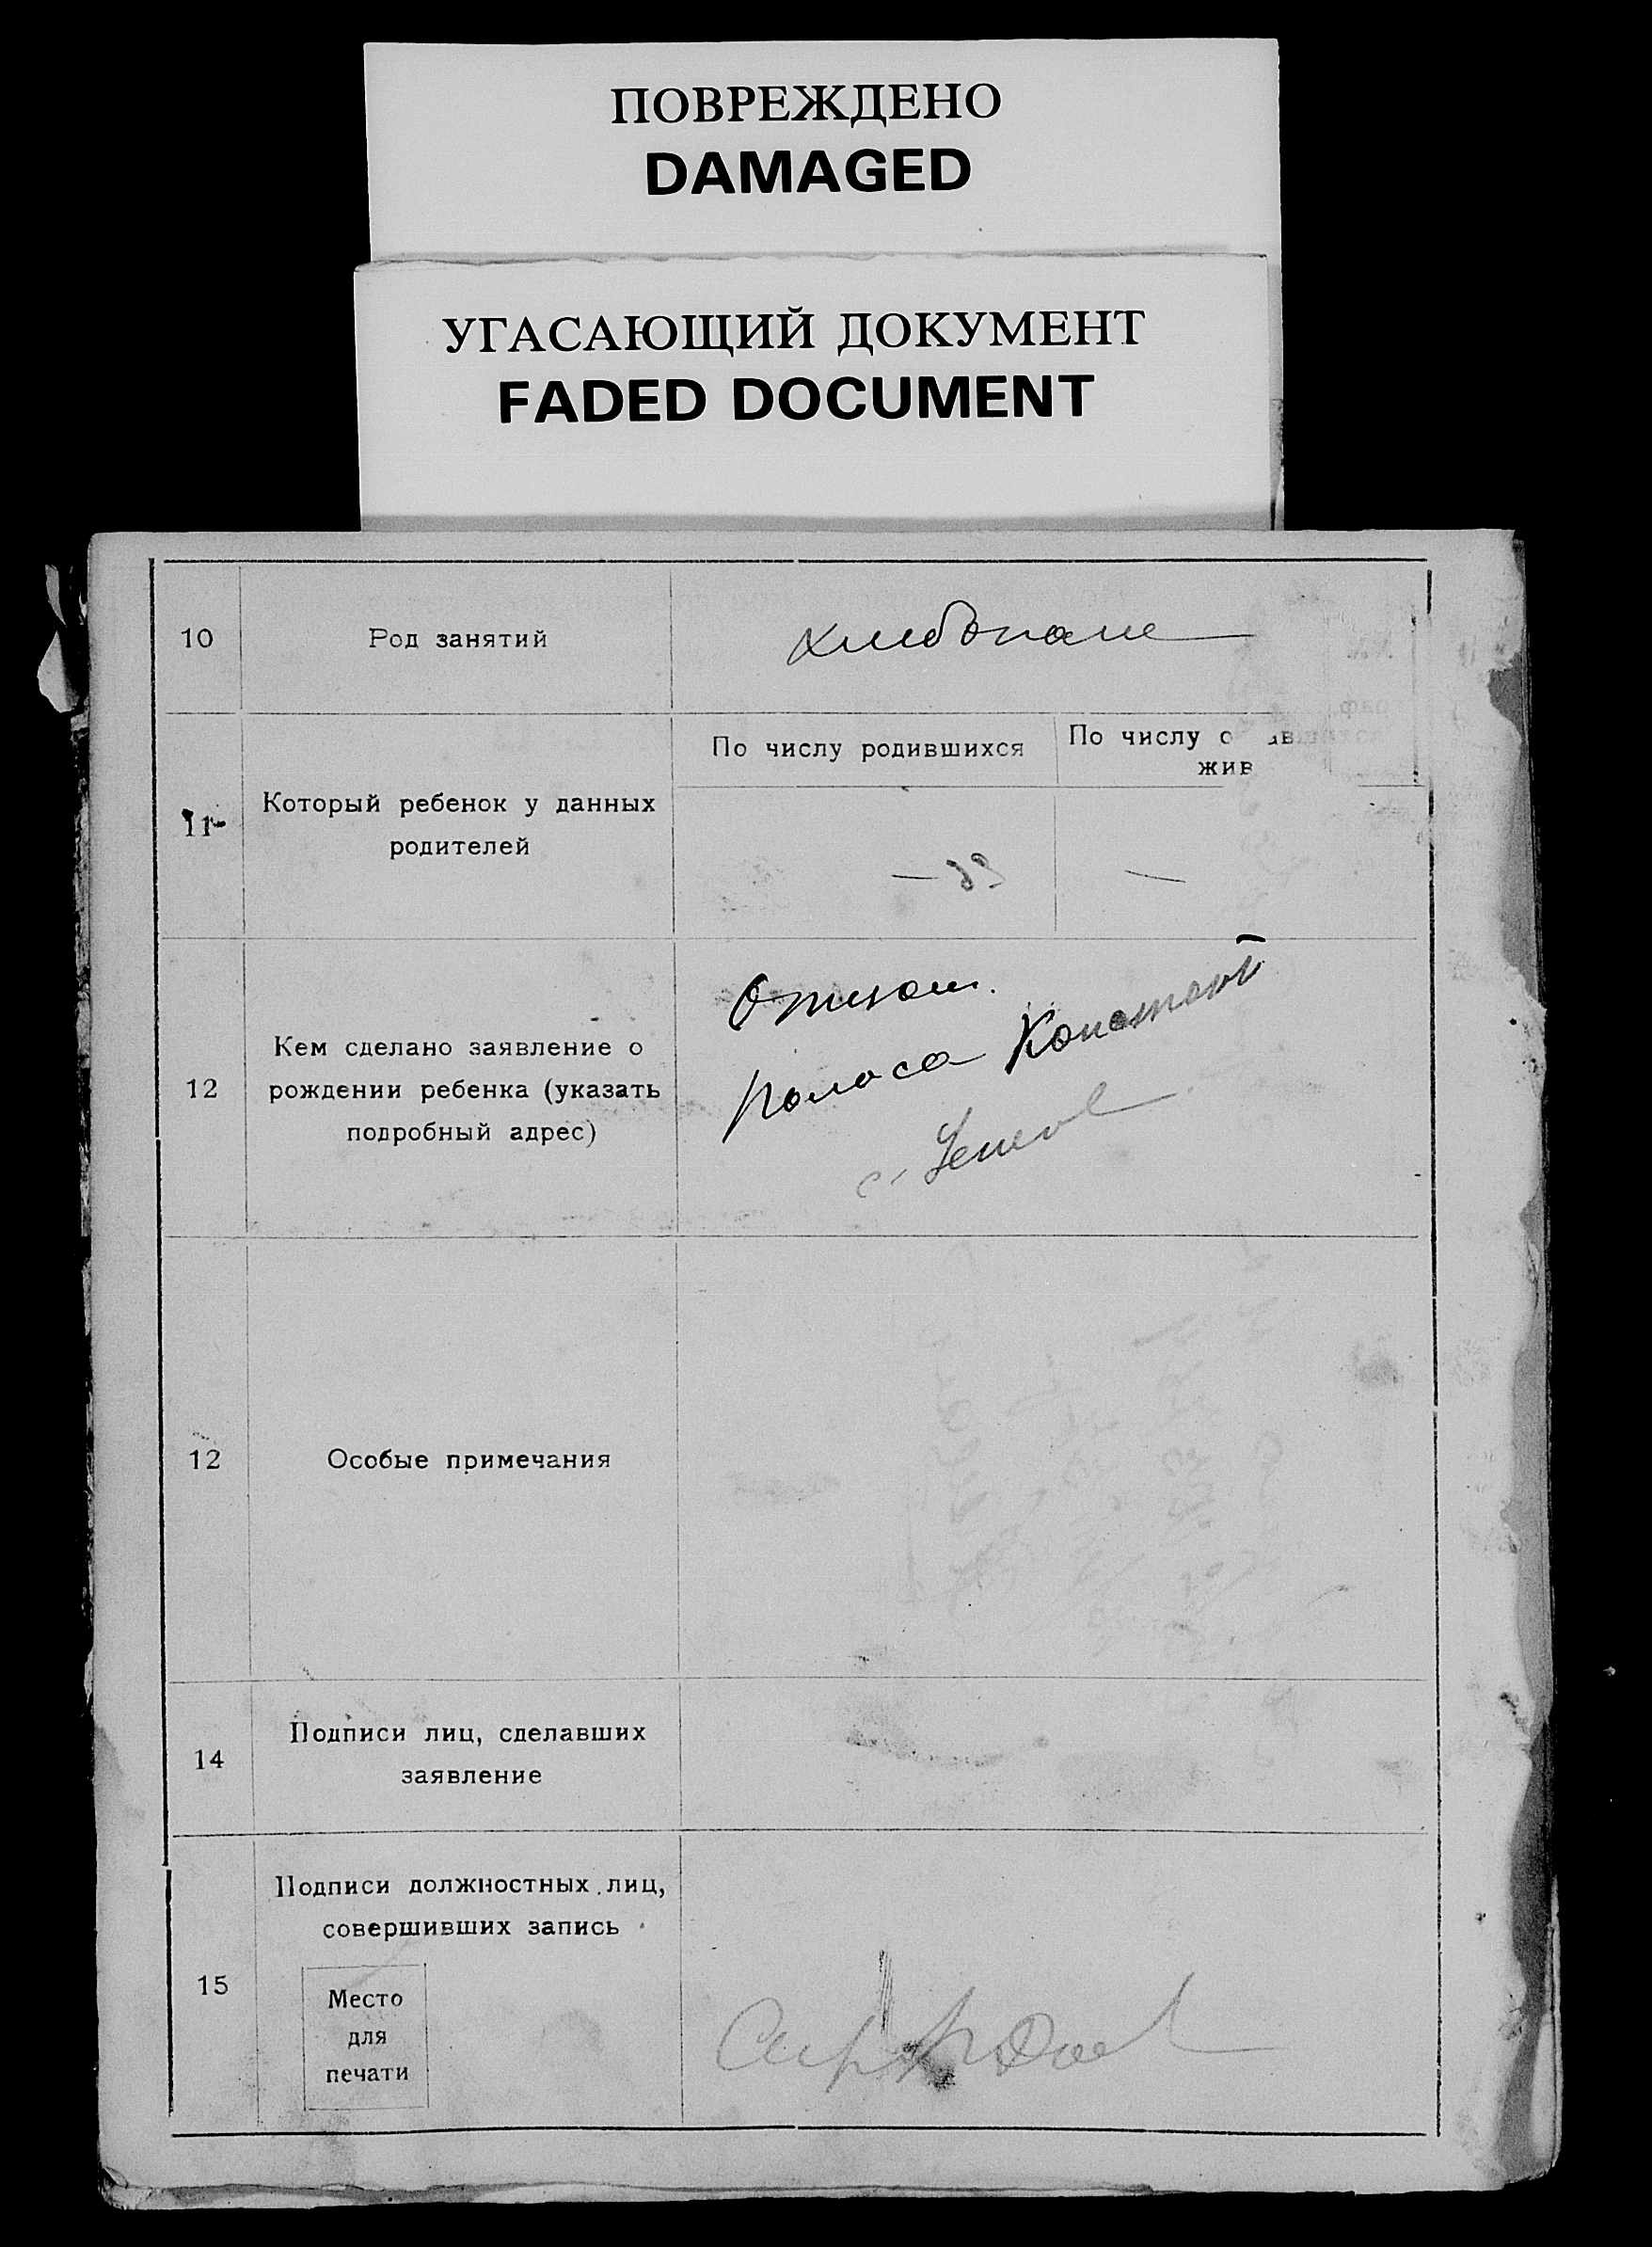 ПОВРЕЖДЕНО
DAMAGED
УГАСАЮЩИЙ ДОКУМЕНТ
FADED DOCUMENT
10 Род занятий
11 Который ребенок у данных
родителей
По числу родившихся
По числу
жив
Отцом.
Полоса
12 Кем сделано заявление о
рождении ребенка (указать
подробный адрес)
12 Особые примечания
14 Подписи лиц, сделавших
заявление
15 Подписи должностных лиц,
совершивших запись
Место
для
печати